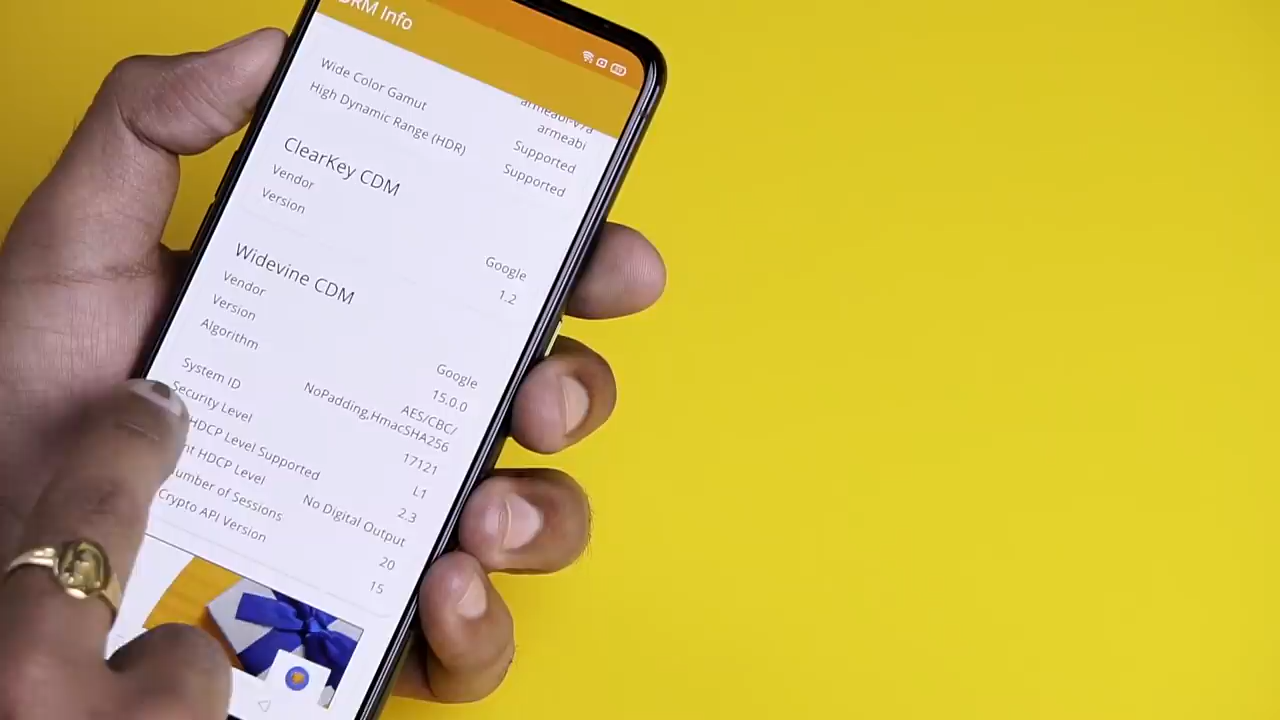 DRM Info
armeabi-v7a
armeabi
Wide Color Gamut Supported
High Dynamic Range (HDR) Supported
ClearKey CDM
Vendor Google
Version 1.2
Widevine CDM
Vendor Google
Version 15.0.0
Algorithm AES/CBC/
NoPadding,HmacSHA256
System ID 17121
Security Level L1
HDCP Level Supported 2.3
HDCP Level No Digital Output
of Sessions 20
Crypto API Version 15